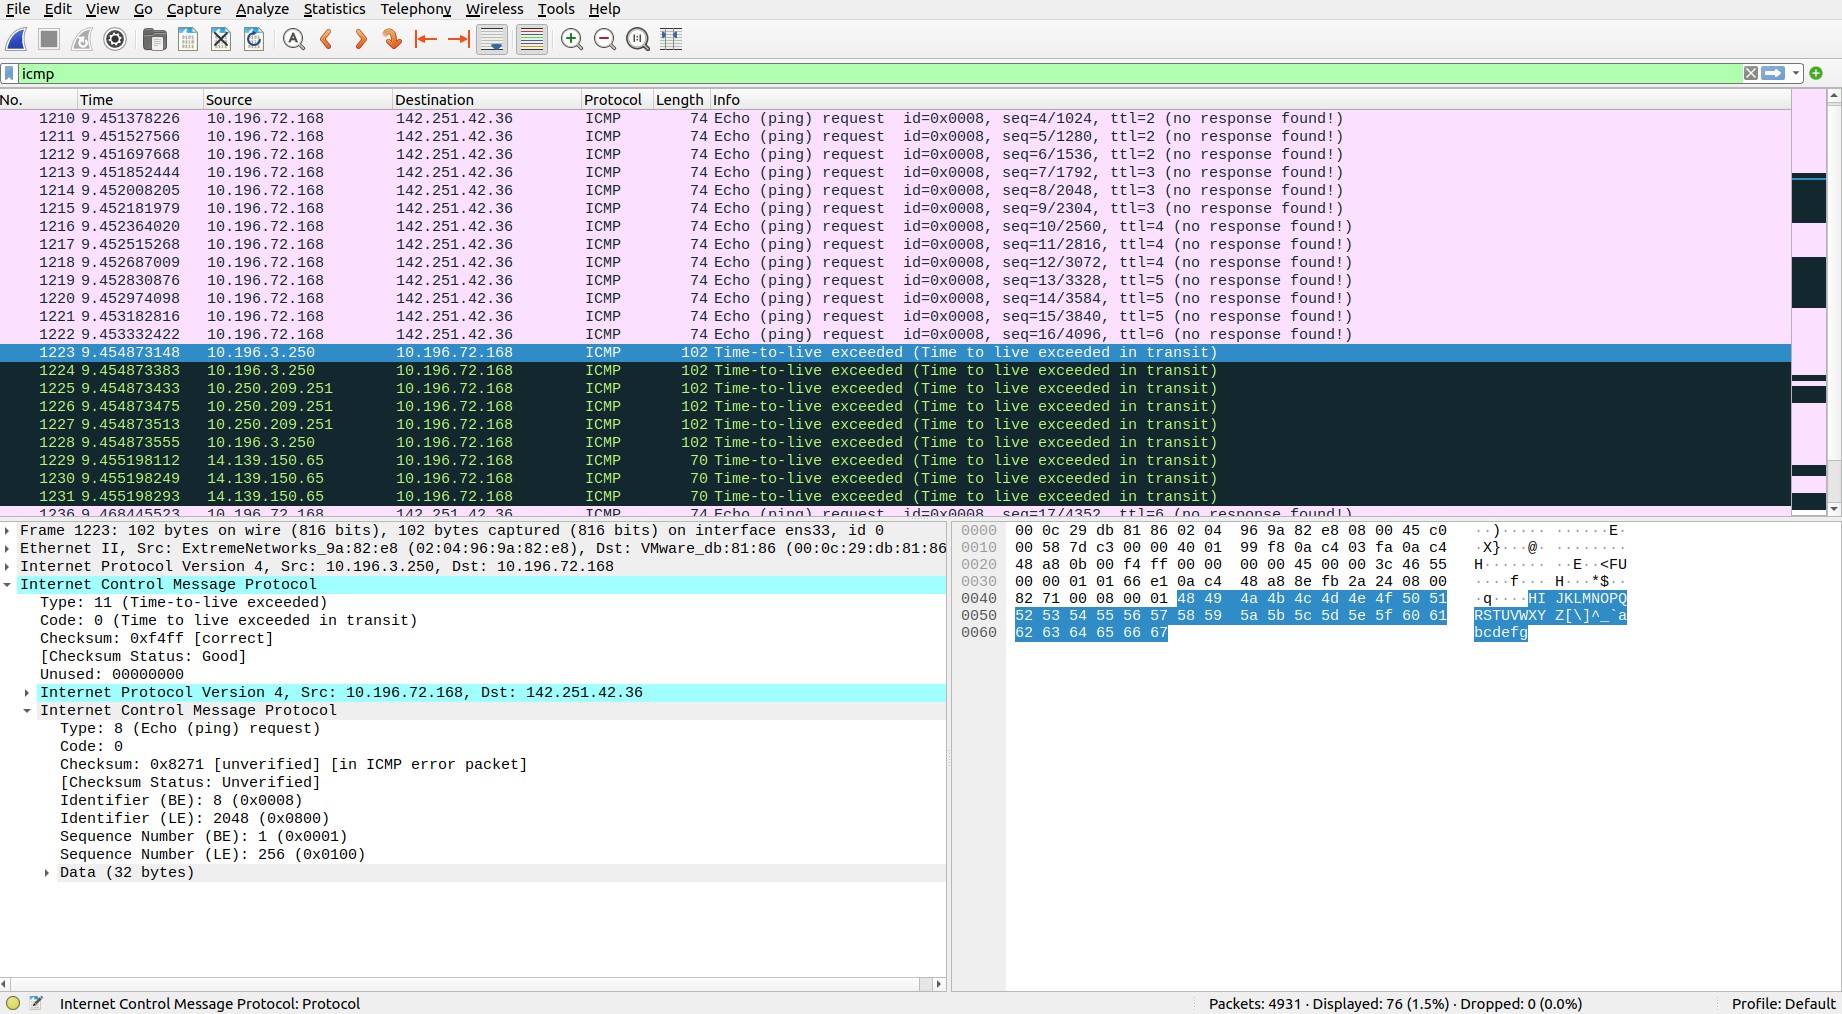 File Edit View Go Capture Analyze Statistics Telephony Wireless Tools Help
icmp
No. Time Source Destination Protocol Length Info
1210 9.451378226 10.196.72.168 142.251.42.36 ICMP 74 Echo (ping) request id=0x0008, seq=4/1024, ttl=2 (no response found!)
1211 9.451527566 10.196.72.168 142.251.42.36 ICMP 74 Echo (ping) request id=0x0008, seq=5/1280, ttl=2 (no response found!)
1212 9.451697668 10.196.72.168 142.251.42.36 ICMP 74 Echo (ping) request id=0x0008, seq=6/1536, ttl=2 (no response found!)
1213 9.451852444 10.196.72.168 142.251.42.36 ICMP 74 Echo (ping) request id=0x0008, seq=7/1792, ttl=3 (no response found!)
1214 9.452008205 10.196.72.168 142.251.42.36 ICMP 74 Echo (ping) request id=0x0008, seq=8/2048, ttl=3 (no response found!)
1215 9.452181979 10.196.72.168 142.251.42.36 ICMP 74 Echo (ping) request id=0x0008, seq=9/2304, ttl=3 (no response found!)
1216 9.452364020 10.196.72.168 142.251.42.36 ICMP 74 Echo (ping) request id=0x0008, seq=10/2560, ttl=4 (no response found!)
1217 9.452515268 10.196.72.168 142.251.42.36 ICMP 74 Echo (ping) request id=0x0008, seq=11/2816, ttl=4 (no response found!)
1218 9.452687009 10.196.72.168 142.251.42.36 ICMP 74 Echo (ping) request id=0x0008, seq=12/3072, ttl=4 (no response found!)
1219 9.452830876 10.196.72.168 142.251.42.36 ICMP 74 Echo (ping) request id=0x0008, seq=13/3328, ttl=5 (no response found!)
1220 9.452974098 10.196.72.168 142.251.42.36 ICMP 74 Echo (ping) request id=0x0008, seq=14/3584, ttl=5 (no response found!)
1221 9.453182816 10.196.72.168 142.251.42.36 ICMP 74 Echo (ping) request id=0x0008, seq=15/3840, ttl=5 (no response found!)
1222 9.453332422 10.196.72.168 142.251.42.36 ICMP 74 Echo (ping) request id=0x0008, seq=16/4096, ttl=6 (no response found!)
1223 9.454873148 10.196.3.250 10.196.72.168 ICMP 102 Time-to-live exceeded (Time to live exceeded in transit)
1224 9.454873383 10.196.3.250 10.196.72.168 ICMP 102 Time-to-live exceeded (Time to live exceeded in transit)
1225 9.454873433 10.250.209.251 10.196.72.168 ICMP 102 Time-to-live exceeded (Time to live exceeded in transit)
1226 9.454873475 10.250.209.251 10.196.72.168 ICMP 102 Time-to-live exceeded (Time to live exceeded in transit)
1227 9.454873513 10.250.209.251 10.196.72.168 ICMP 102 Time-to-live exceeded (Time to live exceeded in transit)
1228 9.454873555 10.196.3.250 10.196.72.168 ICMP 102 Time-to-live exceeded (Time to live exceeded in transit)
1229 9.455198112 14.139.150.65 10.196.72.168 ICMP 70 Time-to-live exceeded (Time to live exceeded in transit)
1230 9.455198249 14.139.150.65 10.196.72.168 ICMP 70 Time-to-live exceeded (Time to live exceeded in transit)
1231 9.455198293 14.139.150.65 10.196.72.168 ICMP 70 Time-to-live exceeded (Time to live exceeded in transit)
1236 9.468445523 10.196.72.168 142.251.42.36 ICMP 74 Echo (ping) request id=0x0008, seq=17/4352, ttl=6 (no response found!)
Frame 1223: 102 bytes on wire (816 bits), 102 bytes captured (816 bits) on interface ens33, id 0
Ethernet II, Src: ExtremeNetworks_9a:82:e8 (02:04:96:9a:82:e8), Dst: VMware_db:81:86 (00:0c:29:db:81:86
Internet Protocol Version 4, Src: 10.196.3.250, Dst: 10.196.72.168
Internet Control Message Protocol
Type: 11 (Time-to-live exceeded)
Code: 0 (Time to live exceeded in transit)
Checksum: 0xf4ff [correct]
[Checksum Status: Good]
Unused: 00000000
Internet Protocol Version 4, Src: 10.196.72.168, Dst: 142.251.42.36
Internet Control Message Protocol
Type: 8 (Echo (ping) request)
Code: 0
Checksum: 0x8271 [unverified] [in ICMP error packet]
[Checksum Status: Unverified]
Identifier (BE): 8 (0x0008)
Identifier (LE): 2048 (0x0800)
Sequence Number (BE): 1 (0x0001)
Sequence Number (LE): 256 (0x0100)
Data (32 bytes)
0000 00 0c 29 db 81 86 02 04 96 9a 82 e8 08 00 45 c0 ··)····· ······E·
0010 00 58 7d c3 00 00 40 01 99 f8 0a c4 03 fa 0a c4 ·X}···@· ········
0020 48 a8 0b 00 f4 ff 00 00 00 00 45 00 00 3c 46 55 H······· ··E··<FU
0030 00 00 01 01 66 e1 0a c4 48 a8 8e fb 2a 24 08 00 ····f··· H···*$··
0040 82 71 00 08 00 01 48 49 4a 4b 4c 4d 4e 4f 50 51 ·q····HI JKLMNOPQ
0050 52 53 54 55 56 57 58 59 5a 5b 5c 5d 5e 5f 60 61 RSTUVWXY Z[\]^_`a
0060 62 63 64 65 66 67 bcdefg
Internet Control Message Protocol: Protocol
Packets: 4931 · Displayed: 76 (1.5%) · Dropped: 0 (0.0%)
Profile: Default